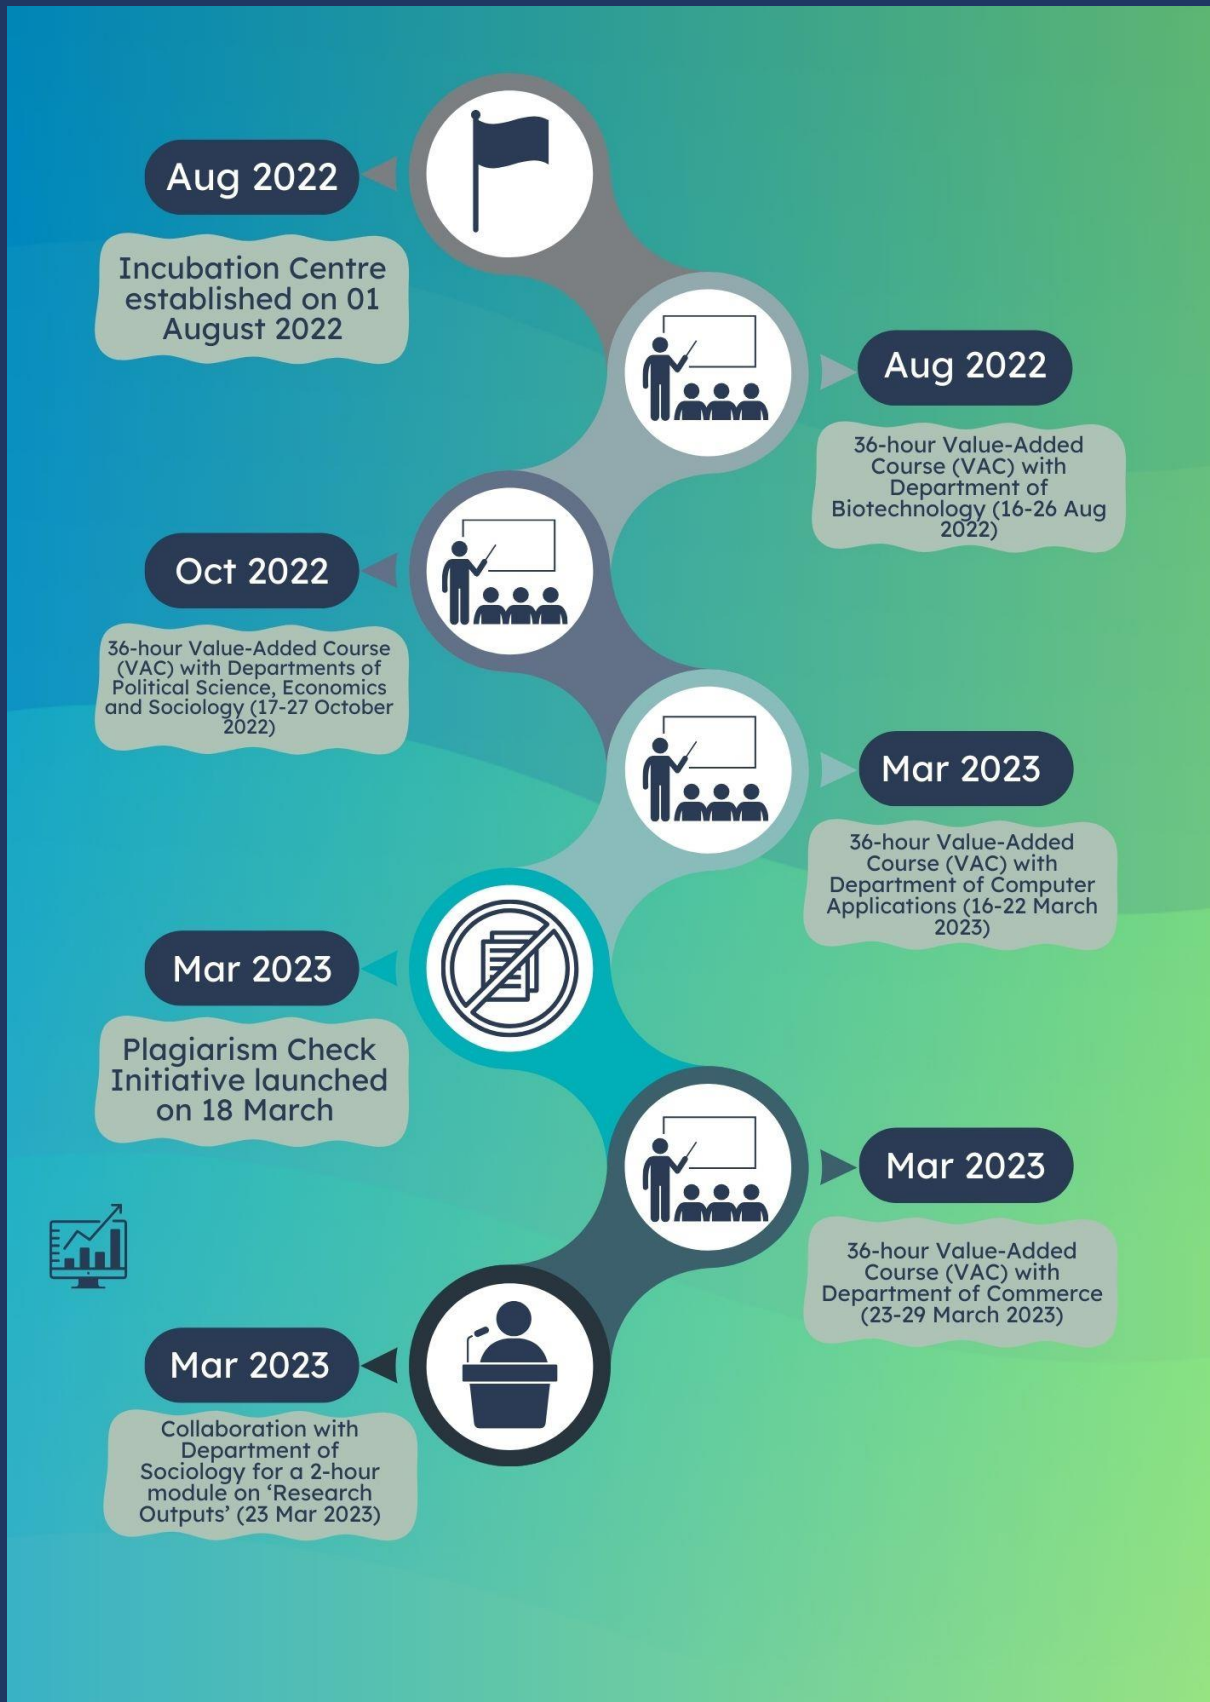 Aug 2022
Incubation Centre
established on 01
August 2022
Aug 2022
36-hour Value-Added
Course (VAC) with
Department of
Biotechnology (16-26 Aug
2022)
Oct 2022
36-hour Value-Added Course
(VAC) with Departments of
Political Science, Economics
and Sociology (17-27 October
2022)
Mar 2023
36-hour Value-Added
Course (VAC) with
Department of Computer
Applications (16-22 March
2023)
Mar 2023
Plagiarism Check
Initiative launched
on 18 March
Mar 2023
36-hour Value-Added
Course (VAC) with
Department of Commerce
(23-29 March 2023)
Mar 2023
Collaboration with
Department of
Sociology for a 2-hour
module on ‘Research
Outputs’ (23 Mar 2023)